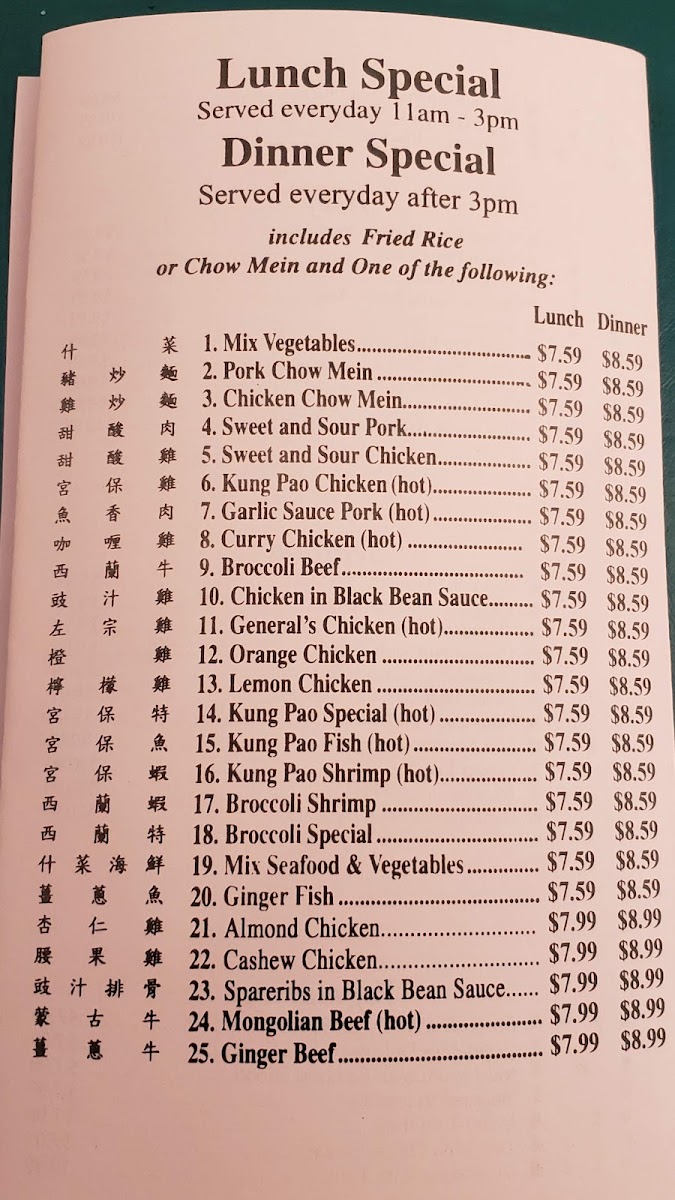 Lunch Special
Served everyday 11am - 3pm
Dinner Special
Served everyday after 3pm
includes Fried Rice
or Chow Mein and One of the following:
Lunch Dinner
什菜 1. Mix Vegetables $7.59 $8.59
豬炒麵 2. Pork Chow Mein $7.59 $8.59
雞炒麵 3. Chicken Chow Mein $7.59 $8.59
甜酸肉 4. Sweet and Sour Pork $7.59 $8.59
甜酸雞 5. Sweet and Sour Chicken $7.59 $8.59
宮保雞 6. Kung Pao Chicken (hot) $7.59 $8.59
魚香肉 7. Garlic Sauce Pork (hot) $7.59 $8.59
咖喱雞 8. Curry Chicken (hot) $7.59 $8.59
西蘭牛 9. Broccoli Beef $7.59 $8.59
豉汁雞 10. Chicken in Black Bean Sauce $7.59 $8.59
左宗雞 11. General's Chicken (hot) $7.59 $8.59
橙雞 12. Orange Chicken $7.59 $8.59
檸檬雞 13. Lemon Chicken $7.59 $8.59
宮保特 14. Kung Pao Special (hot) $7.59 $8.59
宮保魚 15. Kung Pao Fish (hot) $7.59 $8.59
宮保蝦 16. Kung Pao Shrimp (hot) $7.59 $8.59
西蘭蝦 17. Broccoli Shrimp $7.59 $8.59
西蘭特 18. Broccoli Special $7.59 $8.59
什菜海鮮 19. Mix Seafood & Vegetables $7.59 $8.59
薑蔥魚 20. Ginger Fish $7.59 $8.59
杏仁雞 21. Almond Chicken $7.99 $8.99
腰果雞 22. Cashew Chicken $7.99 $8.99
豉汁排骨 23. Spareribs in Black Bean Sauce $7.99 $8.99
蒙古牛 24. Mongolian Beef (hot) $7.99 $8.99
薑蔥牛 25. Ginger Beef $7.99 $8.99